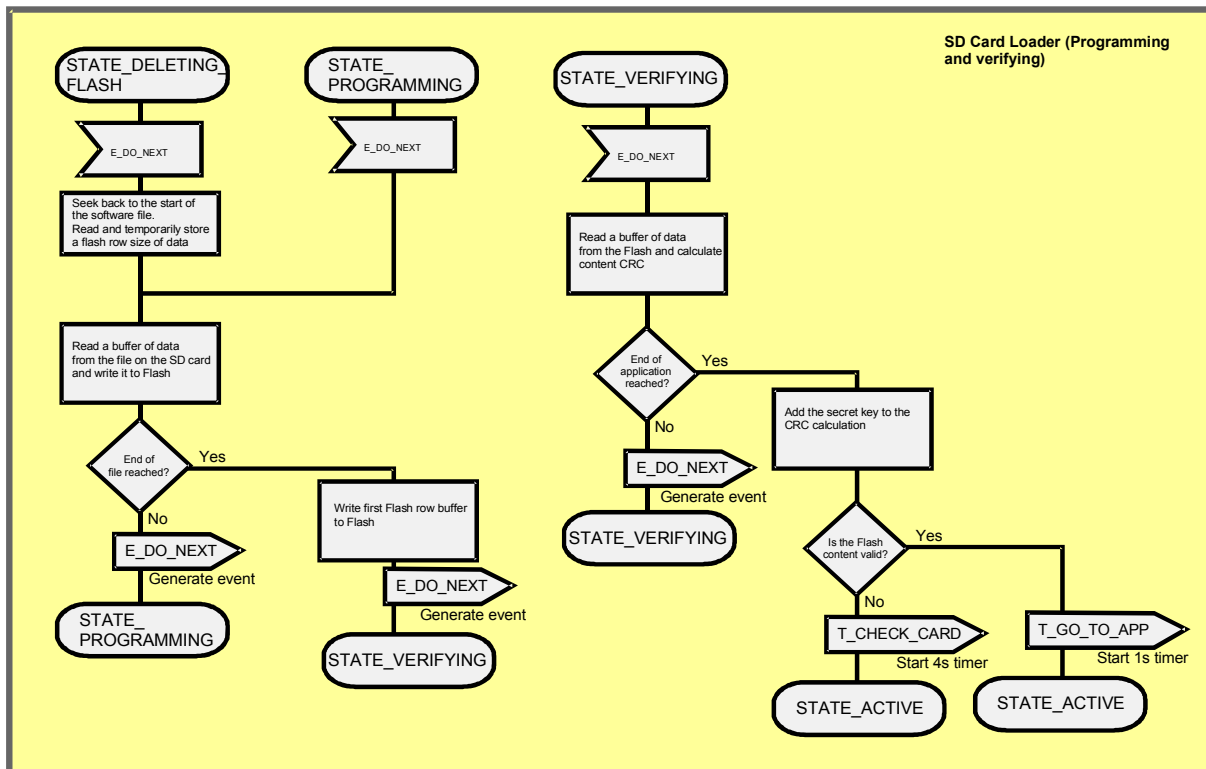 SD Card Loader (Programming
and verifying)
STATE_DELETING_
FLASH
E_DO_NEXT
Seek back to the start of
the software file.
Read and temporarily store
a flash row size of data
STATE_
PROGRAMMING
E_DO_NEXT
Read a buffer of data
from the file on the SD card
and write it to Flash
End of
file reached?
Yes
No
E_DO_NEXT
Generate event
STATE_
PROGRAMMING
Write first Flash row buffer
to Flash
E_DO_NEXT
Generate event
STATE_VERIFYING
STATE_VERIFYING
E_DO_NEXT
Read a buffer of data
from the Flash and calculate
content CRC
End of
application
reached?
Yes
No
E_DO_NEXT
Generate event
STATE_VERIFYING
Add the secret key to the
CRC calculation
Is the Flash
content valid?
Yes
No
T_CHECK_CARD
Start 4s timer
STATE_ACTIVE
T_GO_TO_APP
Start 1s timer
STATE_ACTIVE